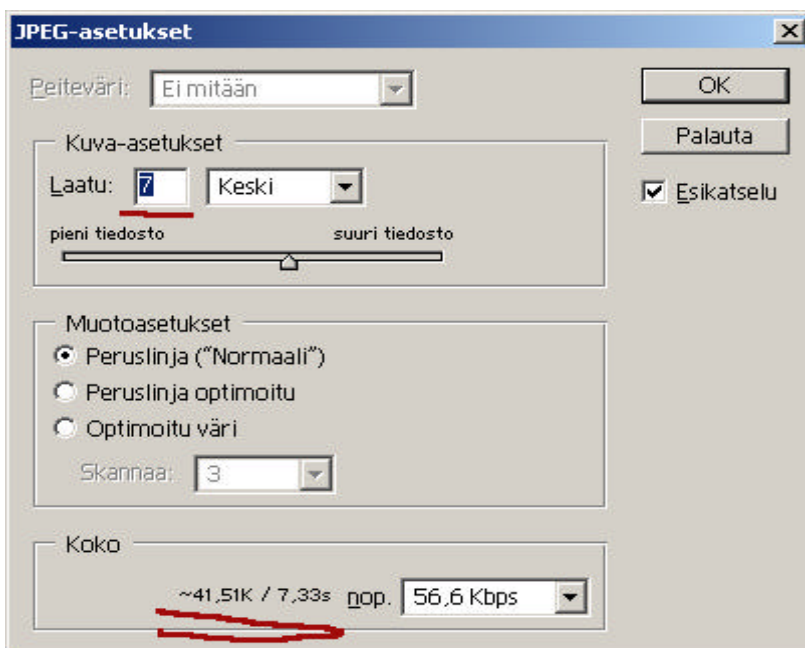 JPEG-asetukset
Peiteväri: Ei mitään
OK
Kuva-asetukset
Palauta
Laatu: 7 Keski
Esikatselu
pieni tiedosto suuri tiedosto
Muotoasetukset
Peruslinja ("Normaali")
Peruslinja optimoitu
Optimoitu väri
Skannaa: 3
Koko
~41,51K / 7,33s nop. 56,6 Kbps